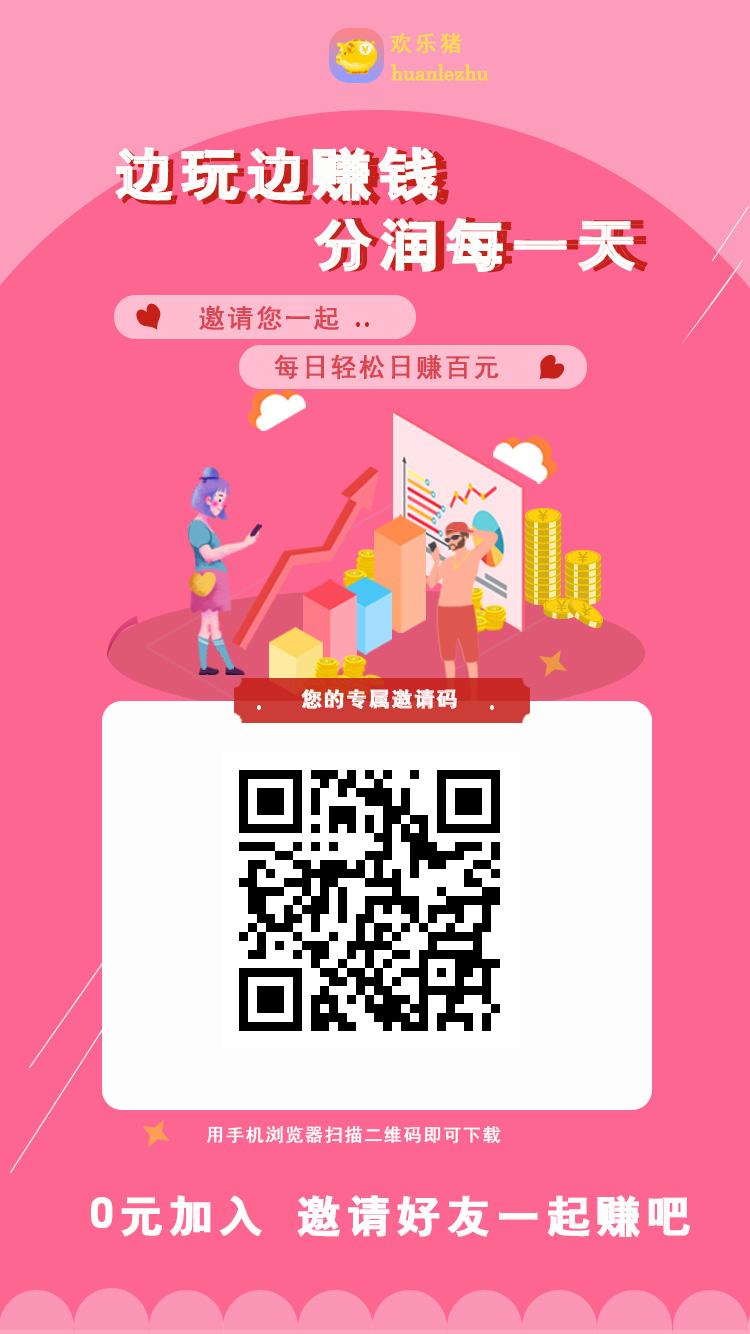 欢乐猪
huanlezhu
边玩边赚钱
分润每一天
邀请您一起 ..
每日轻松日赚百元
您的专属邀请码
用手机浏览器扫描二维码即可下载
0元加入 邀请好友一起赚吧